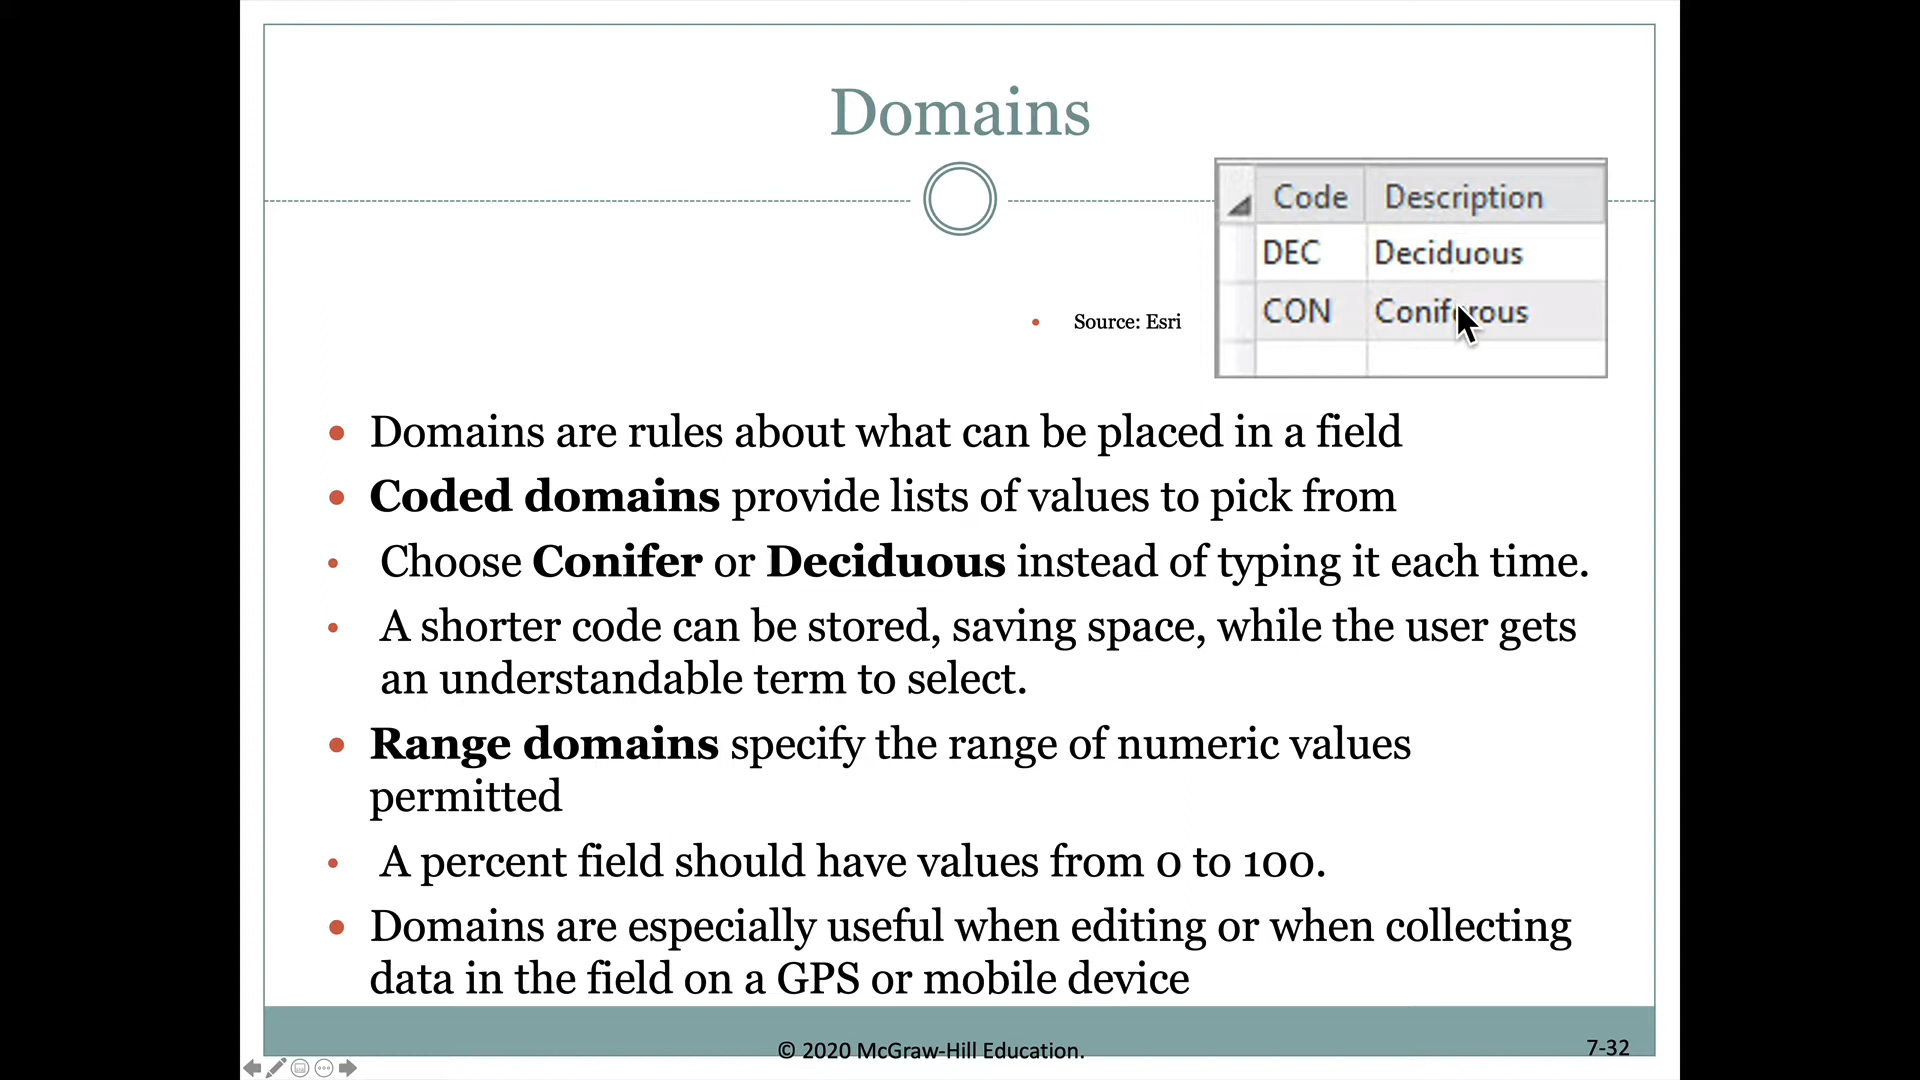 Domains
Code Description
DEC Deciduous
CON Coniferous
• Source: Esri
• Domains are rules about what can be placed in a field
• Coded domains provide lists of values to pick from
• Choose Conifer or Deciduous instead of typing it each time.
• A shorter code can be stored, saving space, while the user gets
an understandable term to select.
• Range domains specify the range of numeric values
permitted
• A percent field should have values from 0 to 100.
• Domains are especially useful when editing or when collecting
data in the field on a GPS or mobile device
© 2020 McGraw-Hill Education.
7-32